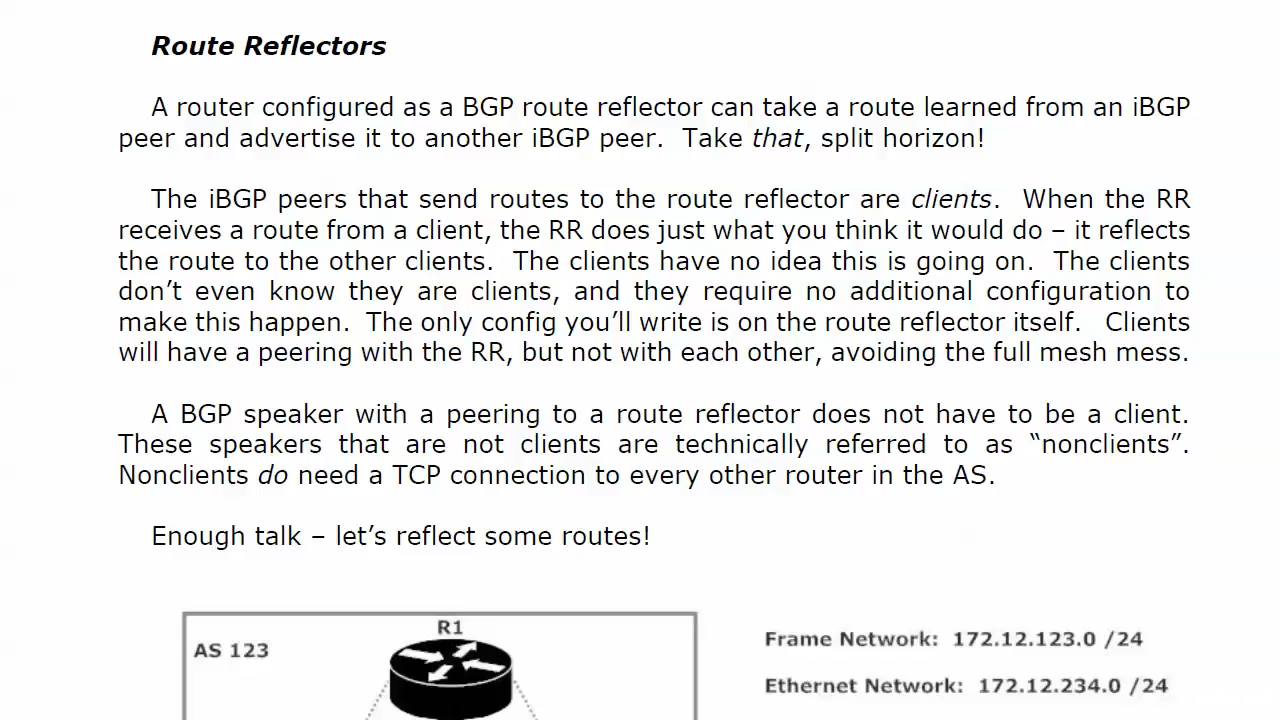 Route Reflectors
A router configured as a BGP route reflector can take a route learned from an iBGP
peer and advertise it to another iBGP peer.  Take that, split horizon!
The iBGP peers that send routes to the route reflector are clients.  When the RR
receives a route from a client, the RR does just what you think it would do – it reflects
the route to the other clients.  The clients have no idea this is going on.  The clients
don’t even know they are clients, and they require no additional configuration to
make this happen.  The only config you’ll write is on the route reflector itself.   Clients
will have a peering with the RR, but not with each other, avoiding the full mesh mess.
A BGP speaker with a peering to a route reflector does not have to be a client.
These speakers that are not clients are technically referred to as “nonclients”.
Nonclients do need a TCP connection to every other router in the AS.
Enough talk – let’s reflect some routes!
R1
AS 123
Frame Network:  172.12.123.0 /24
Ethernet Network:  172.12.234.0 /24